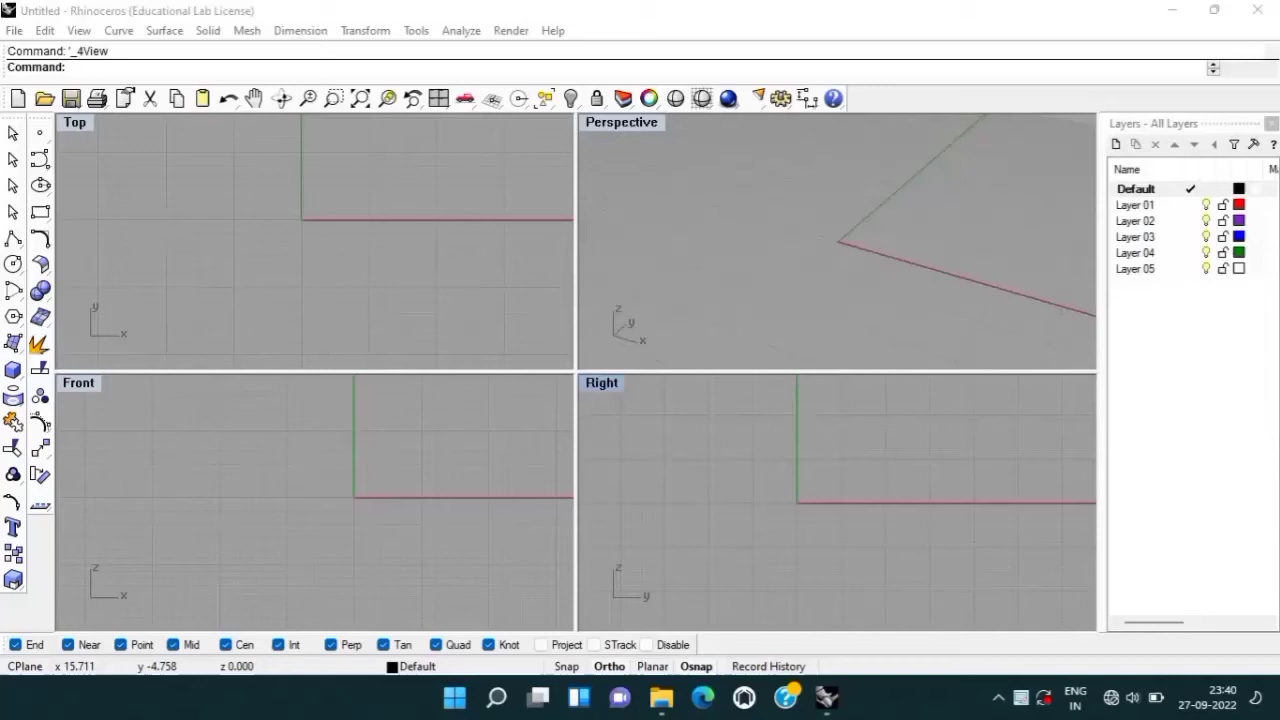 Untitled - Rhinoceros (Educational Lab License)
File Edit View Curve Surface Solid Mesh Dimension Transform Tools Analyze Render Help
Command: '_4View
Command:
Top
Perspective
Layers - All Layers
Name
Default
Layer 01
Layer 02
Layer 03
Layer 04
Layer 05
y
x
z
y
x
Front
Right
z
x
z
y
End Near Point Mid Cen Int Perp Tan Quad Knot Project STrack Disable
CPlane x 15.711 y -4.758 z 0.000 Default Snap Ortho Planar Osnap Record History
ENG
IN
23:40
27-09-2022